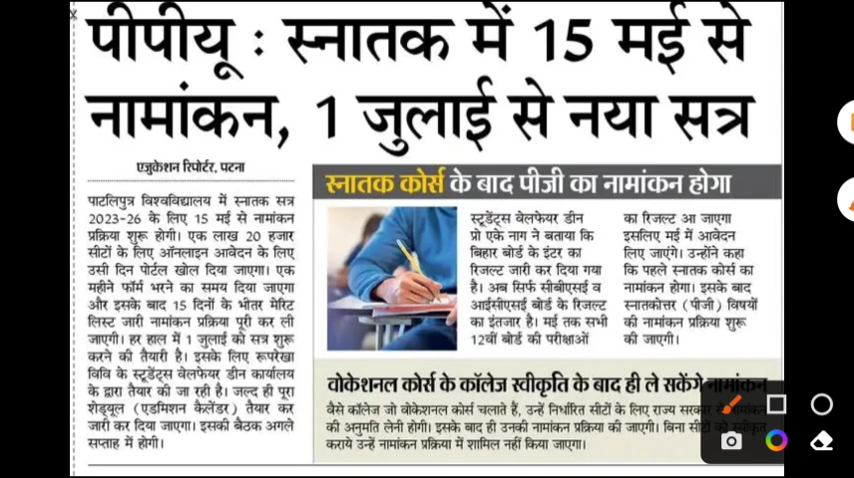 पीपीयू : स्नातक में 15 मई से
नामांकन, 1 जुलाई से नया सत्र
एजुकेशन रिपोर्टर, पटना
पाटलिपुत्र विश्वविद्यालय में स्नातक सत्र
2023-26 के लिए 15 मई से नामांकन
प्रक्रिया शुरू होगी। एक लाख 20 हजार
सीटों के लिए ऑनलाइन आवेदन के लिए
उसी दिन पोर्टल खोल दिया जाएगा। एक
महीने फॉर्म भरने का समय दिया जाएगा
और इसके बाद 15 दिनों के भीतर मेरिट
लिस्ट जारी नामांकन प्रक्रिया पूरी कर ली
जाएगी। हर हाल में 1 जुलाई को सत्र शुरू
करने की तैयारी है। इसके लिए रूपरेखा
विवि के स्टूडेंट्स वेलफेयर डीन कार्यालय
के द्वारा तैयार की जा रही है। जल्द ही पूरा
शेड्यूल (एडमिशन कैलेंडर) तैयार कर
जारी कर दिया जाएगा। इसकी बैठक अगले
सप्ताह में होगी।
स्नातक कोर्स के बाद पीजी का नामांकन होगा
स्टूडेंट्स वेलफेयर डीन
प्रो एके नाग ने बताया कि
बिहार बोर्ड के इंटर का
रिजल्ट जारी कर दिया गया
है। अब सिर्फ सीबीएसई व
आईसीएसई बोर्ड के रिजल्ट
का इंतजार है। मई तक सभी
12वीं बोर्ड की परीक्षाओं
का रिजल्ट आ जाएगा
इसलिए मई में आवेदन
लिए जाएंगे। उन्होंने कहा
कि पहले स्नातक कोर्स का
नामांकन होगा। इसके बाद
स्नातकोत्तर (पीजी) विषयों
की नामांकन प्रक्रिया शुरू
की जाएगी।
वोकेशनल कोर्स के कॉलेज स्वीकृति के बाद ही ले सकेंगे नामांकन
वैसे कॉलेज जो वोकेशनल कोर्स चलाते हैं, उन्हें निर्धारित सीटों के लिए राज्य सरकार से नामांकन
की अनुमति लेनी होगी। इसके बाद ही उनकी नामांकन प्रक्रिया की जाएगी। बिना सीटों को स्वीकृत
कराये उन्हें नामांकन प्रक्रिया में शामिल नहीं किया जाएगा।